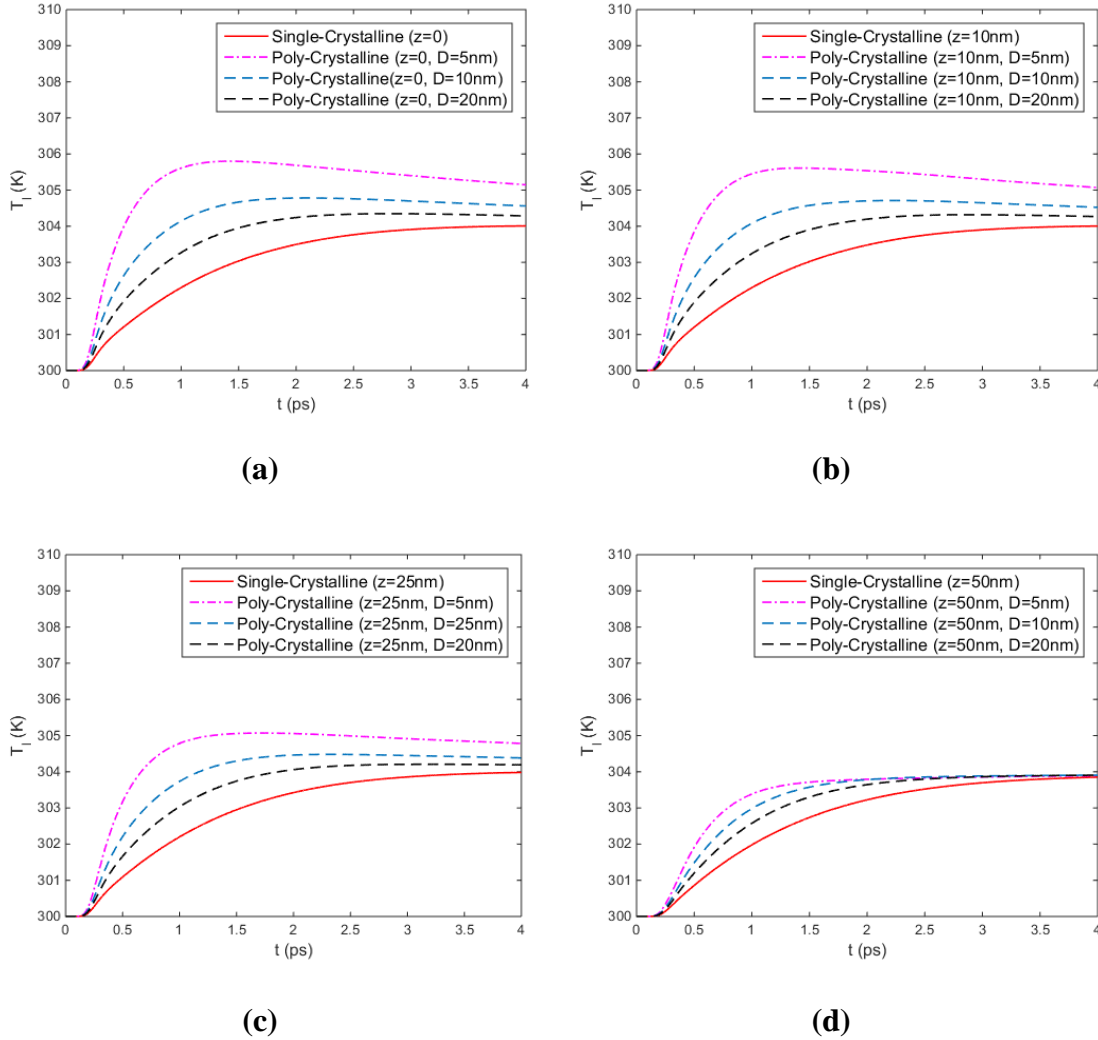 310
309
308
307
306
305
304
303
302
301
300
T_l (K)
Single-Crystalline (z=0)
Poly-Crystalline (z=0, D=5nm)
Poly-Crystalline(z=0, D=10nm)
Poly-Crystalline (z=0, D=20nm)
0 0.5 1 1.5 2 2.5 3 3.5 4
t (ps)
(a)
310
309
308
307
306
305
304
303
302
301
300
T_l (K)
Single-Crystalline (z=10nm)
Poly-Crystalline (z=10nm, D=5nm)
Poly-Crystalline (z=10nm, D=10nm)
Poly-Crystalline (z=10nm, D=20nm)
0 0.5 1 1.5 2 2.5 3 3.5 4
t (ps)
(b)
310
309
308
307
306
305
304
303
302
301
300
T_l (K)
Single-Crystalline (z=25nm)
Poly-Crystalline (z=25nm, D=5nm)
Poly-Crystalline (z=25nm, D=25nm)
Poly-Crystalline (z=25nm, D=20nm)
0 0.5 1 1.5 2 2.5 3 3.5 4
t (ps)
(c)
310
309
308
307
306
305
304
303
302
301
300
T_l (K)
Single-Crystalline (z=50nm)
Poly-Crystalline (z=50nm, D=5nm)
Poly-Crystalline (z=50nm, D=10nm)
Poly-Crystalline (z=50nm, D=20nm)
0 0.5 1 1.5 2 2.5 3 3.5 4
t (ps)
(d)